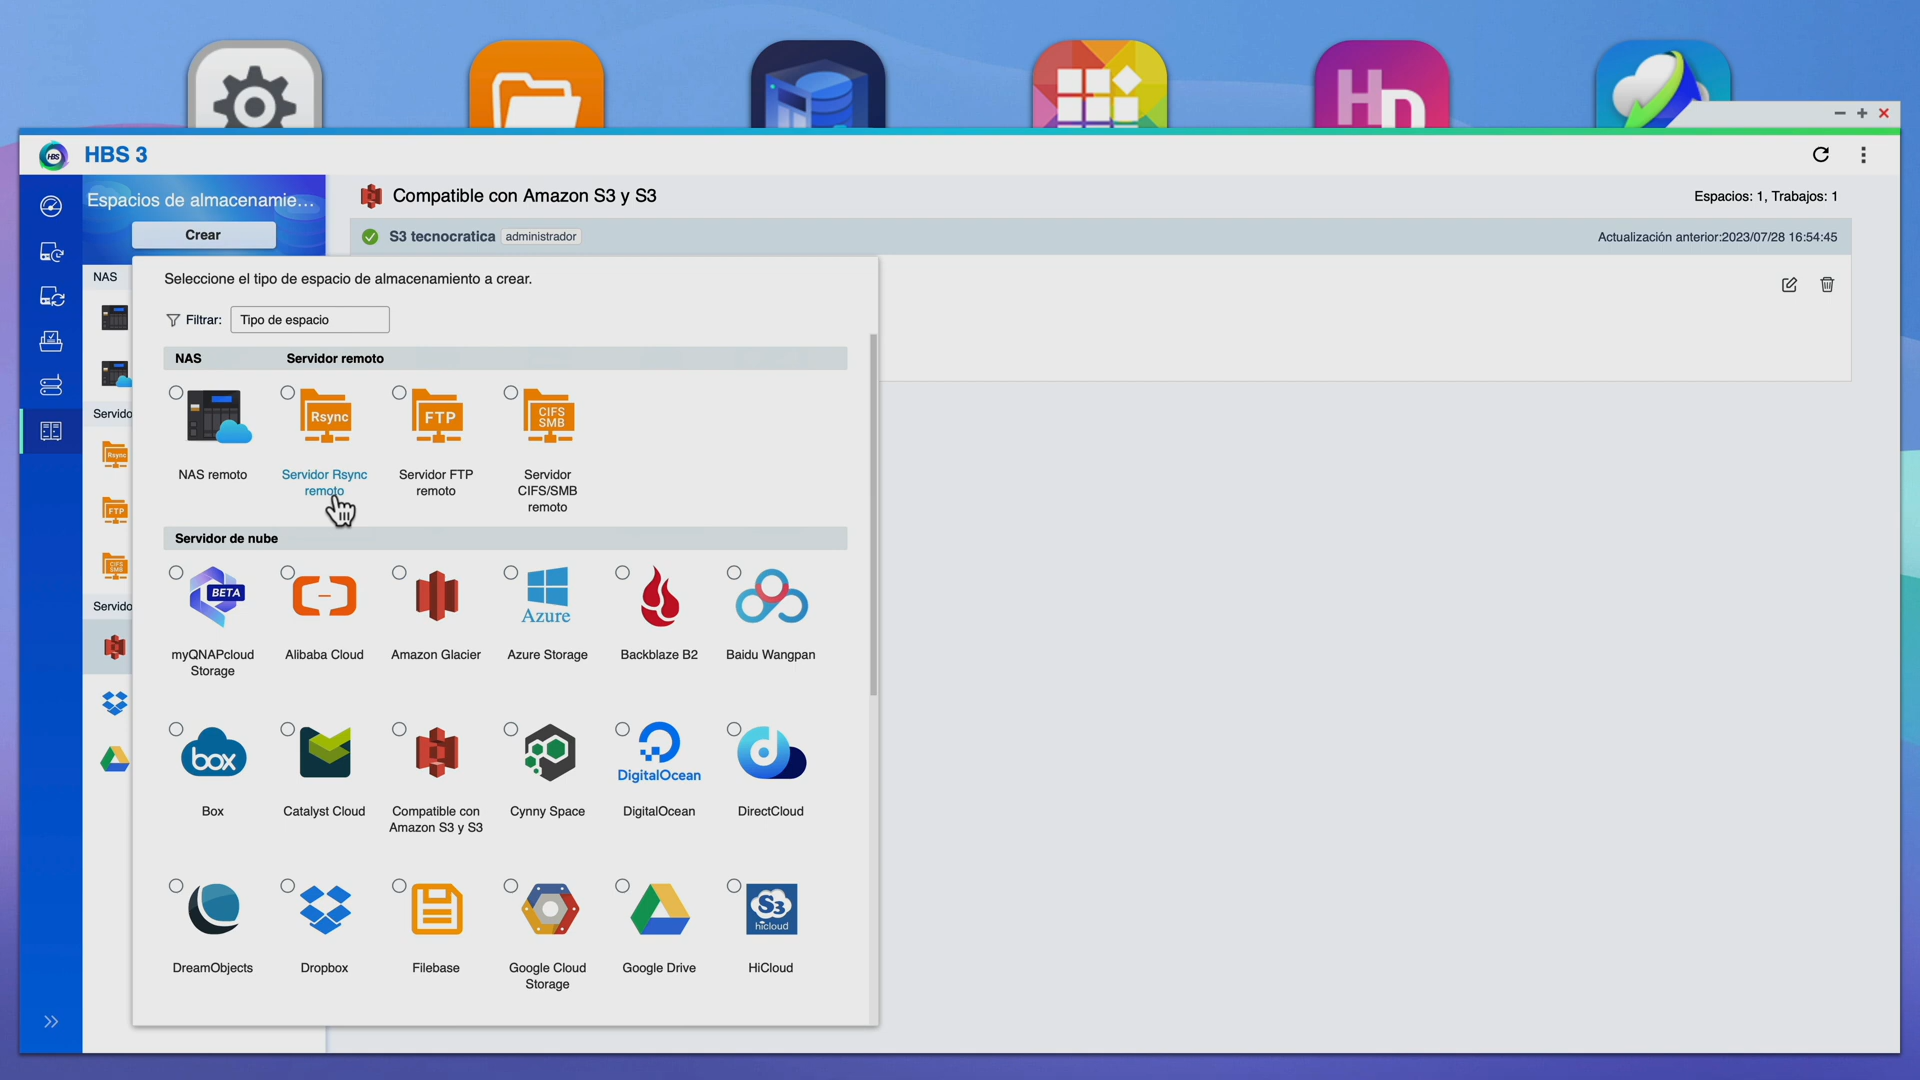 HBS
HBS 3
Espacios de almacenamie...
Crear
Compatible con Amazon S3 y S3
Espacios: 1, Trabajos: 1
S3 tecnocratica
administrador
Actualización anterior:2023/07/28 16:54:45
NAS
Servido
Rsync
FTP
CIFS
SMB
Servido
Seleccione el tipo de espacio de almacenamiento a crear.
Filtrar:
Tipo de espacio
NAS
Servidor remoto
Rsync
FTP
CIFS
SMB
NAS remoto
Servidor Rsync
remoto
Servidor FTP
remoto
Servidor
CIFS/SMB
remoto
Servidor de nube
BETA
Azure
myQNAPcloud
Storage
Alibaba Cloud
Amazon Glacier
Azure Storage
Backblaze B2
Baidu Wangpan
box
DigitalOcean
Box
Catalyst Cloud
Compatible con
Amazon S3 y S3
Cynny Space
DigitalOcean
DirectCloud
S3
hicloud
DreamObjects
Dropbox
Filebase
Google Cloud
Storage
Google Drive
HiCloud